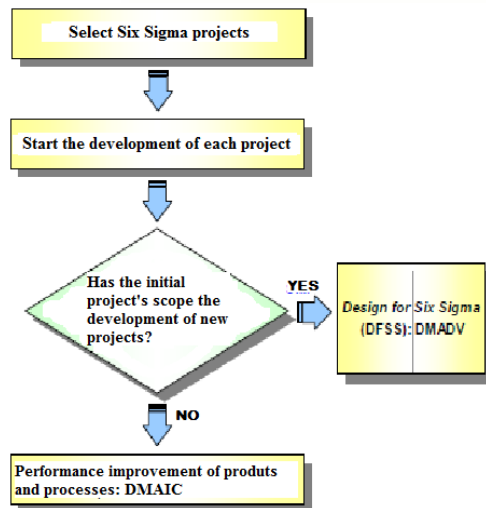 Select Six Sigma projects
Start the development of each project
Has the initial
project's scope the
development of new
projects?
YES
Design for Six Sigma
(DFSS): DMADV
NO
Performance improvement of produts
and processes: DMAIC